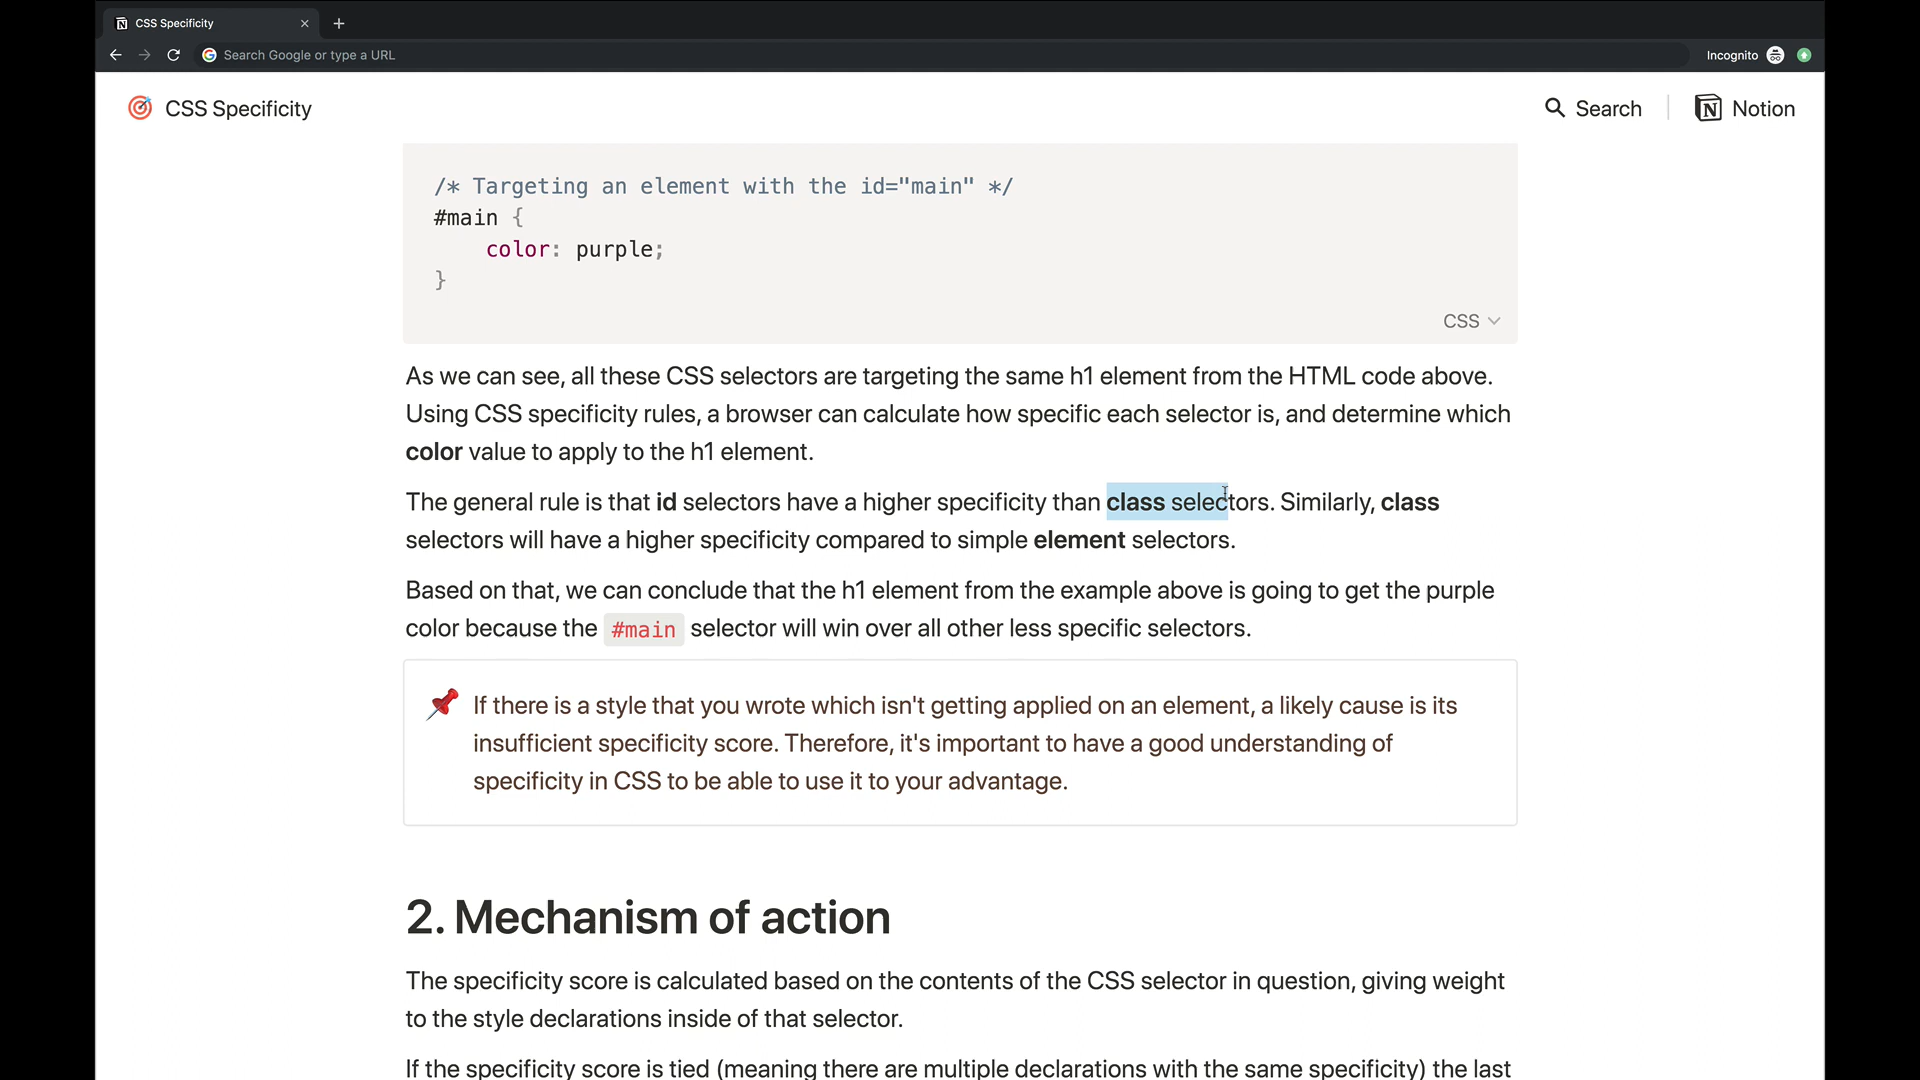 CSS Specificity
Search Google or type a URL
Incognito
CSS Specificity
Search
Notion
/* Targeting an element with the id="main" */
#main {
color: purple;
}
CSS
As we can see, all these CSS selectors are targeting the same h1 element from the HTML code above.
Using CSS specificity rules, a browser can calculate how specific each selector is, and determine which
color value to apply to the h1 element.
The general rule is that id selectors have a higher specificity than class selectors. Similarly, class
selectors will have a higher specificity compared to simple element selectors.
Based on that, we can conclude that the h1 element from the example above is going to get the purple
color because the #main selector will win over all other less specific selectors.
If there is a style that you wrote which isn't getting applied on an element, a likely cause is its
insufficient specificity score. Therefore, it's important to have a good understanding of
specificity in CSS to be able to use it to your advantage.
2. Mechanism of action
The specificity score is calculated based on the contents of the CSS selector in question, giving weight
to the style declarations inside of that selector.
If the specificity score is tied (meaning there are multiple declarations with the same specificity) the last